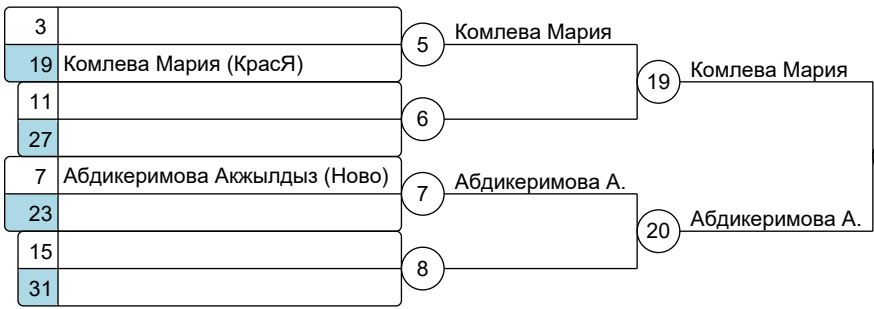 3
5
Комлева Мария
19 Комлева Мария (КрасЯ)
19
Комлева Мария
11
6
27
7 Абдикеримова Акжылдыз (Ново)
7
Абдикеримова А.
23
20
Абдикеримова А.
15
8
31